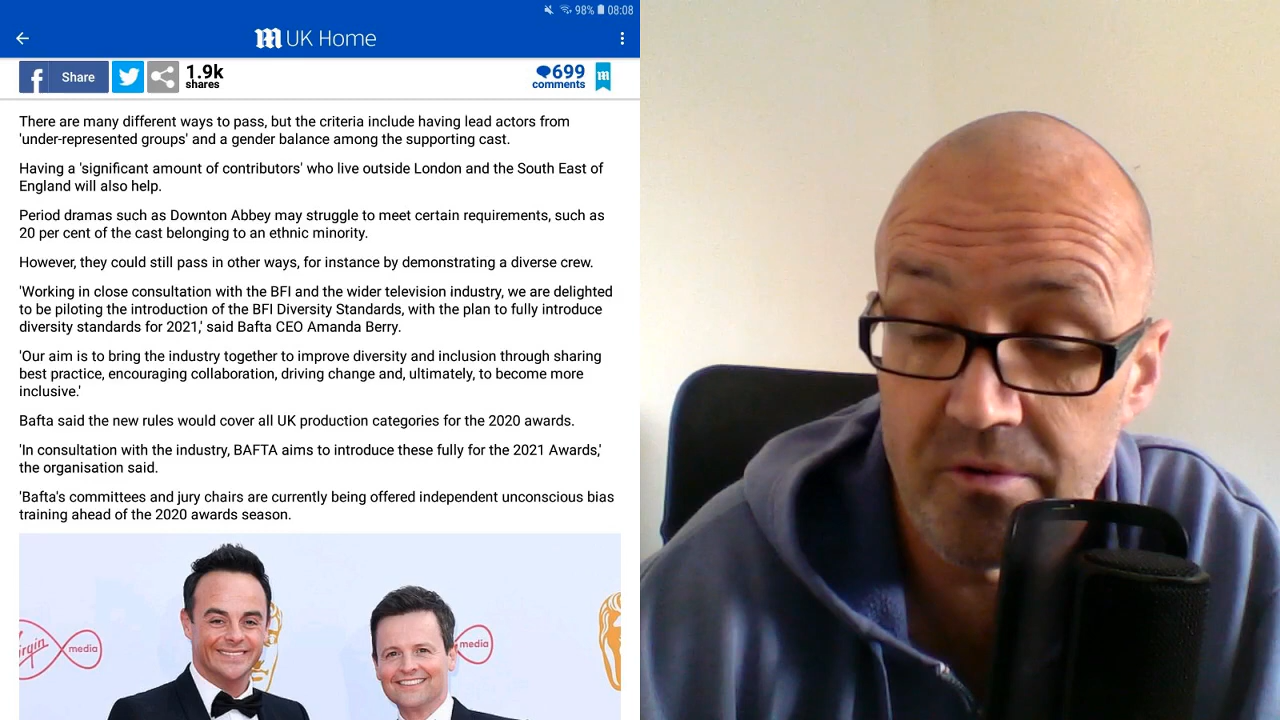 98% 08:08
m UK Home
f Share
1.9k
shares
699
comments
m
There are many different ways to pass, but the criteria include having lead actors from
'under-represented groups' and a gender balance among the supporting cast.
Having a 'significant amount of contributors' who live outside London and the South East of
England will also help.
Period dramas such as Downton Abbey may struggle to meet certain requirements, such as
20 per cent of the cast belonging to an ethnic minority.
However, they could still pass in other ways, for instance by demonstrating a diverse crew.
'Working in close consultation with the BFI and the wider television industry, we are delighted
to be piloting the introduction of the BFI Diversity Standards, with the plan to fully introduce
diversity standards for 2021,' said Bafta CEO Amanda Berry.
'Our aim is to bring the industry together to improve diversity and inclusion through sharing
best practice, encouraging collaboration, driving change and, ultimately, to become more
inclusive.'
Bafta said the new rules would cover all UK production categories for the 2020 awards.
'In consultation with the industry, BAFTA aims to introduce these fully for the 2021 Awards,'
the organisation said.
'Bafta's committees and jury chairs are currently being offered independent unconscious bias
training ahead of the 2020 awards season.
Virgin media
media